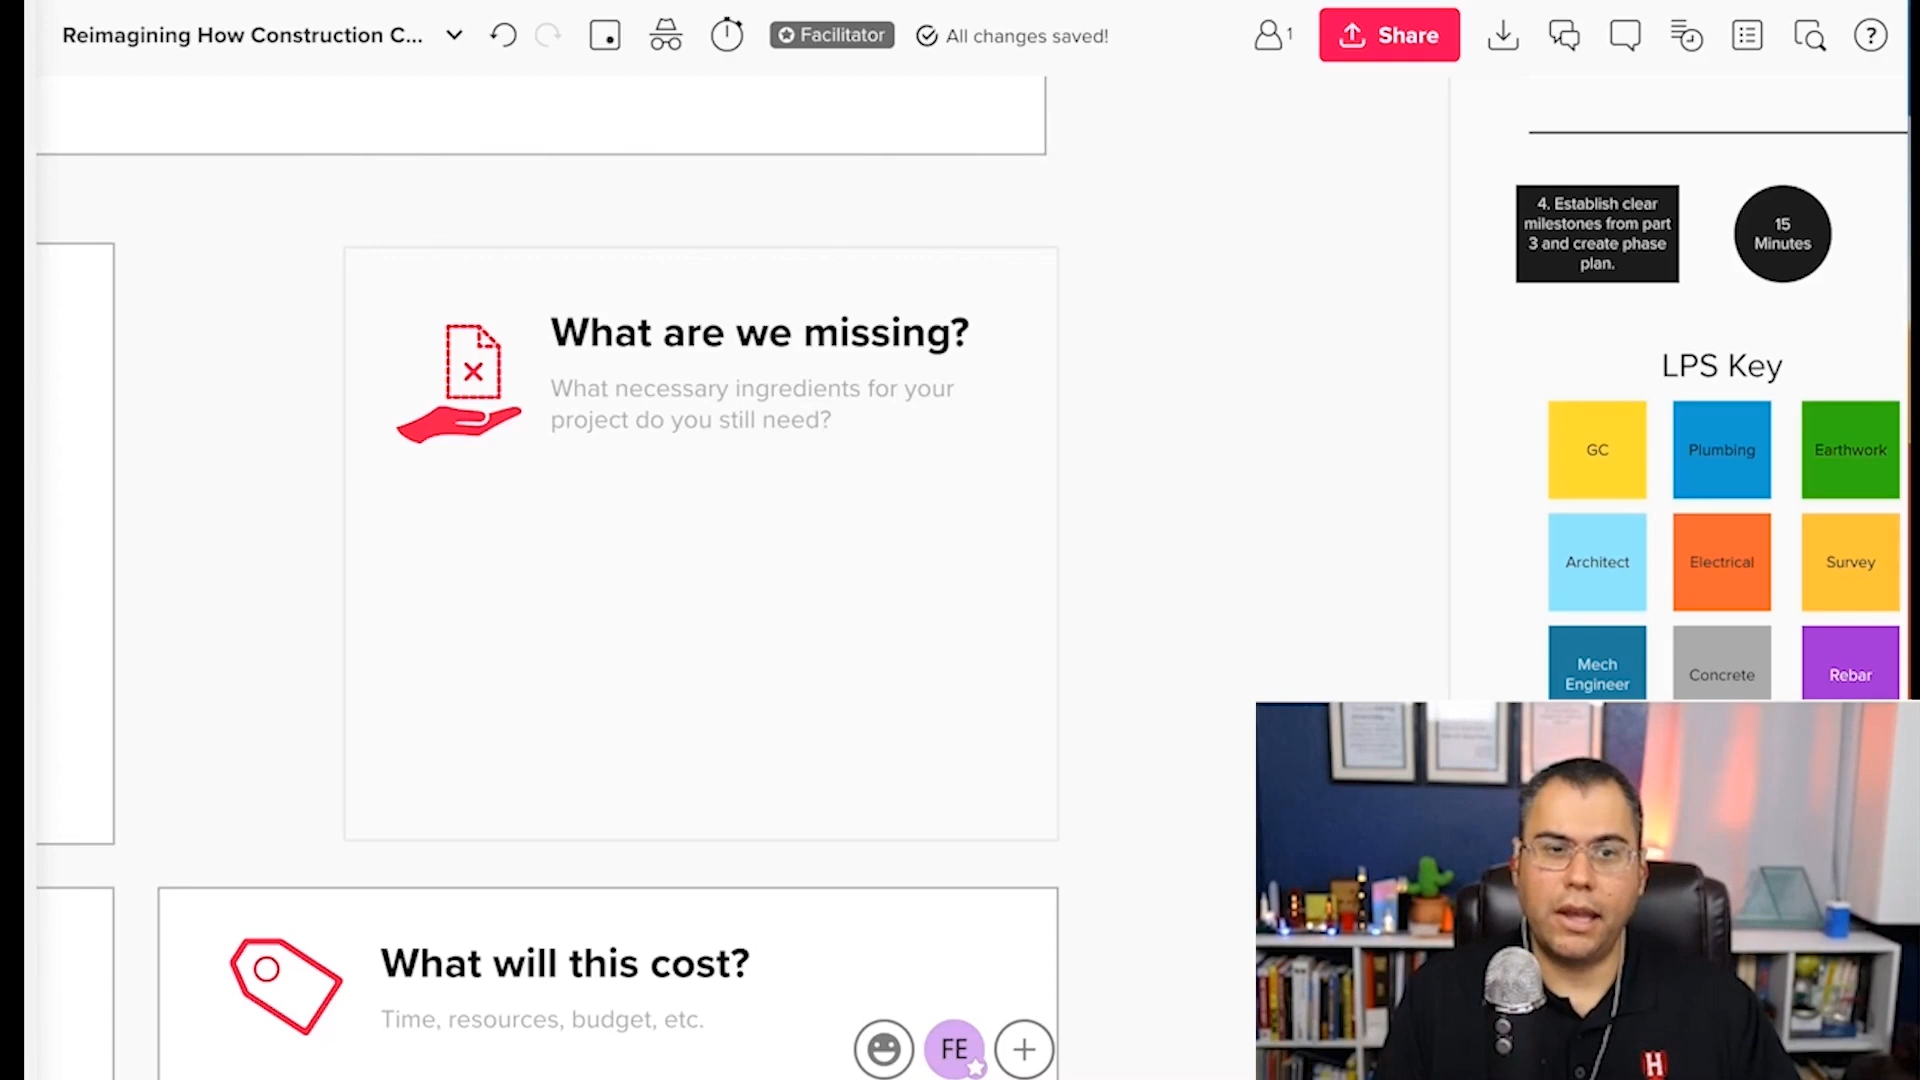 Reimagining How Construction C...
Facilitator
All changes saved!
1
Share
?
4. Establish clear
milestones from part
3 and create phase
plan.
15
Minutes
What are we missing?
What necessary ingredients for your
project do you still need?
LPS Key
GC
Plumbing
Earthwork
Architect
Electrical
Survey
Mech
Engineer
Concrete
Rebar
What will this cost?
Time, resources, budget, etc.
FE
H